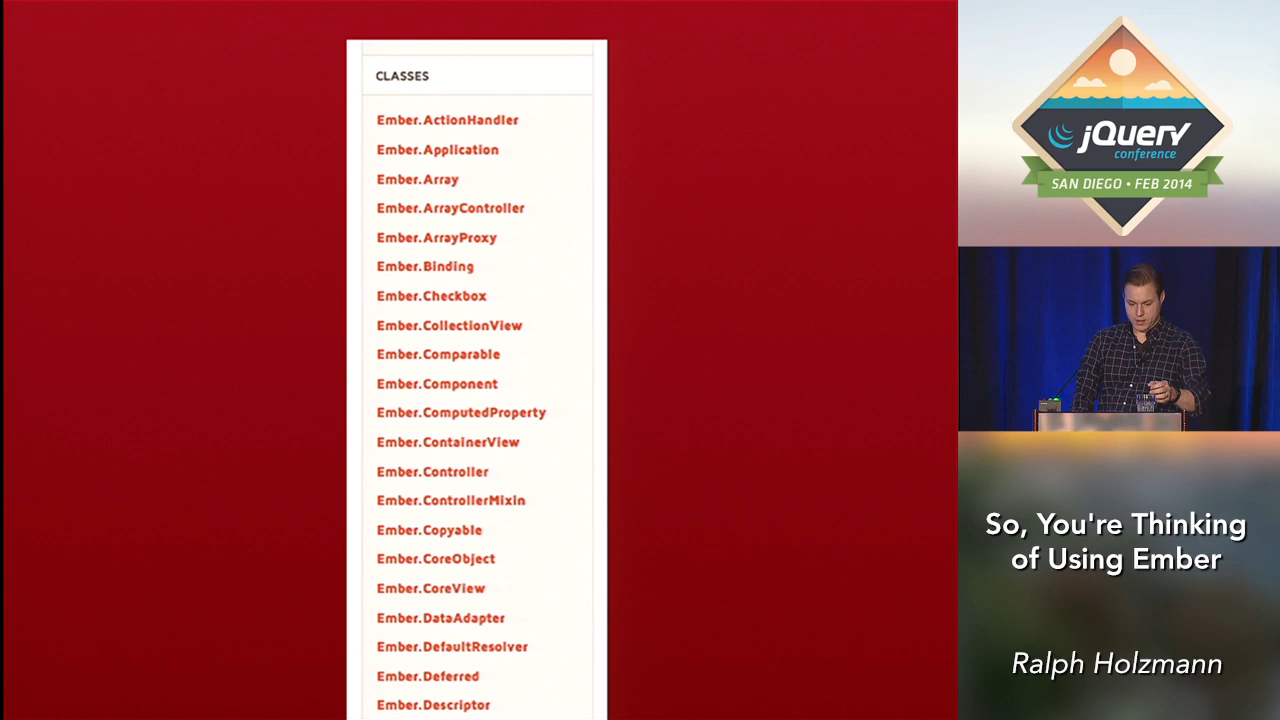 CLASSES
Ember.ActionHandler
Ember.Application
Ember.Array
Ember.ArrayController
Ember.ArrayProxy
Ember.Binding
Ember.Checkbox
Ember.CollectionView
Ember.Comparable
Ember.Component
Ember.ComputedProperty
Ember.ContainerView
Ember.Controller
Ember.ControllerMixin
Ember.Copyable
Ember.CoreObject
Ember.CoreView
Ember.DataAdapter
Ember.DefaultResolver
Ember.Deferred
Ember.Descriptor
jQuery
conference
SAN DIEGO • FEB 2014
So, You're Thinking
of Using Ember
Ralph Holzmann